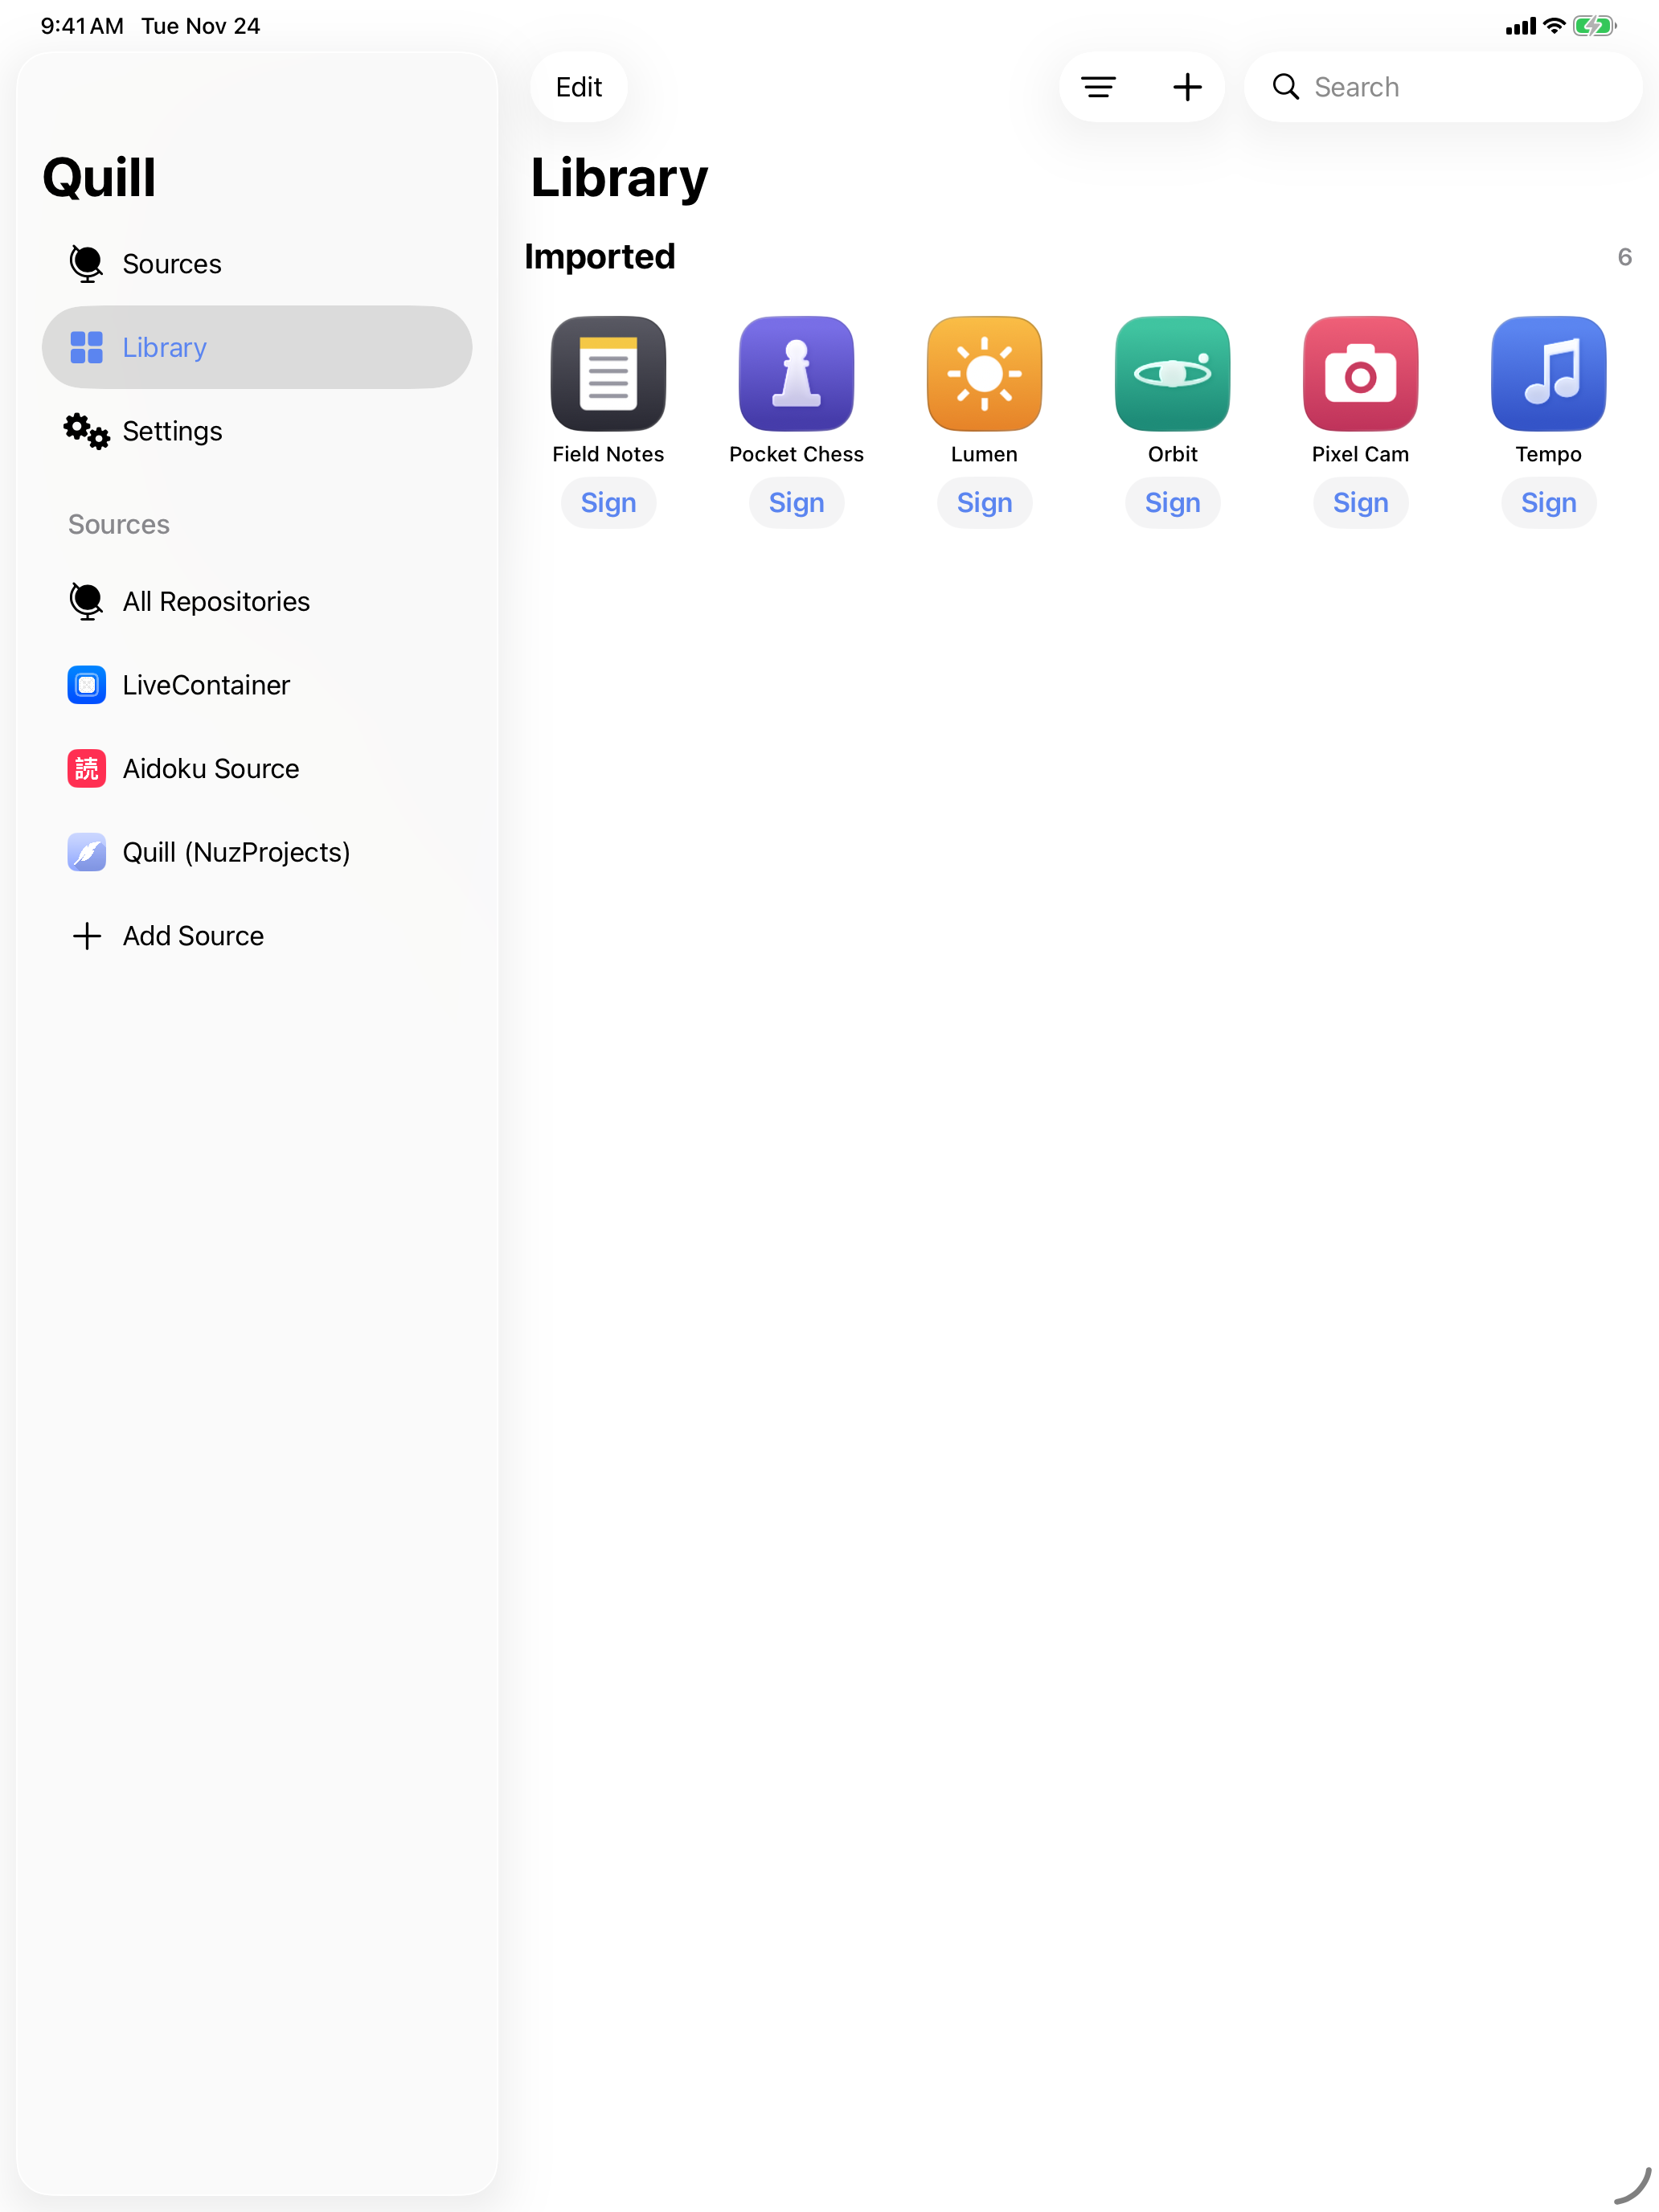 9:41 AM Tue Nov 24
Quill
Sources
Library
Settings
Sources
All Repositories
LiveContainer
読 Aidoku Source
Quill (NuzProjects)
Add Source
Edit
Search
Library
Imported 6
Field Notes Pocket Chess Lumen Orbit Pixel Cam Tempo
Sign Sign Sign Sign Sign Sign